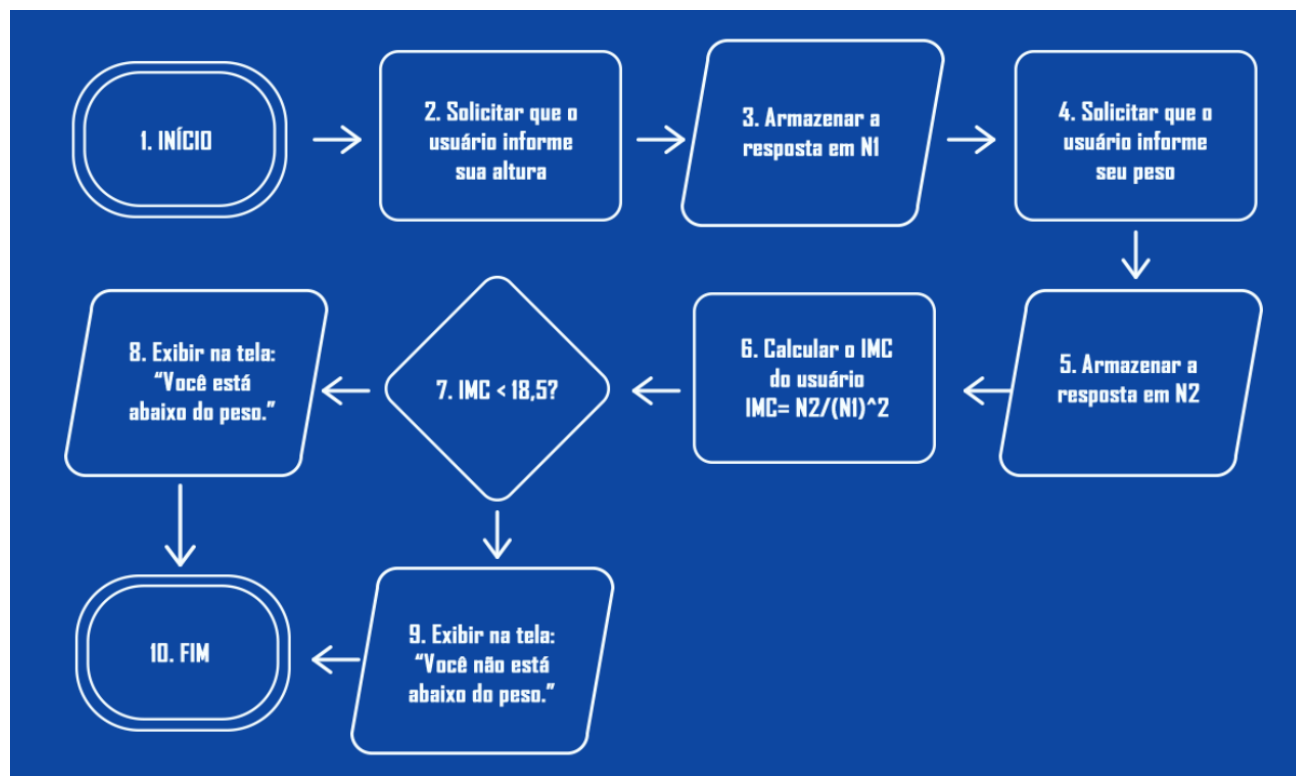 1. INÍCIO
2. Solicitar que o
usuário informe
sua altura
3. Armazenar a
resposta em N1
4. Solicitar que o
usuário informe
seu peso
5. Armazenar a
resposta em N2
6. Calcular o IMC
do usuário
IMC= N2/(N1)^2
7. IMC < 18,5?
8. Exibir na tela:
“Você está
abaixo do peso.”
9. Exibir na tela:
“Você não está
abaixo do peso.”
10. FIM